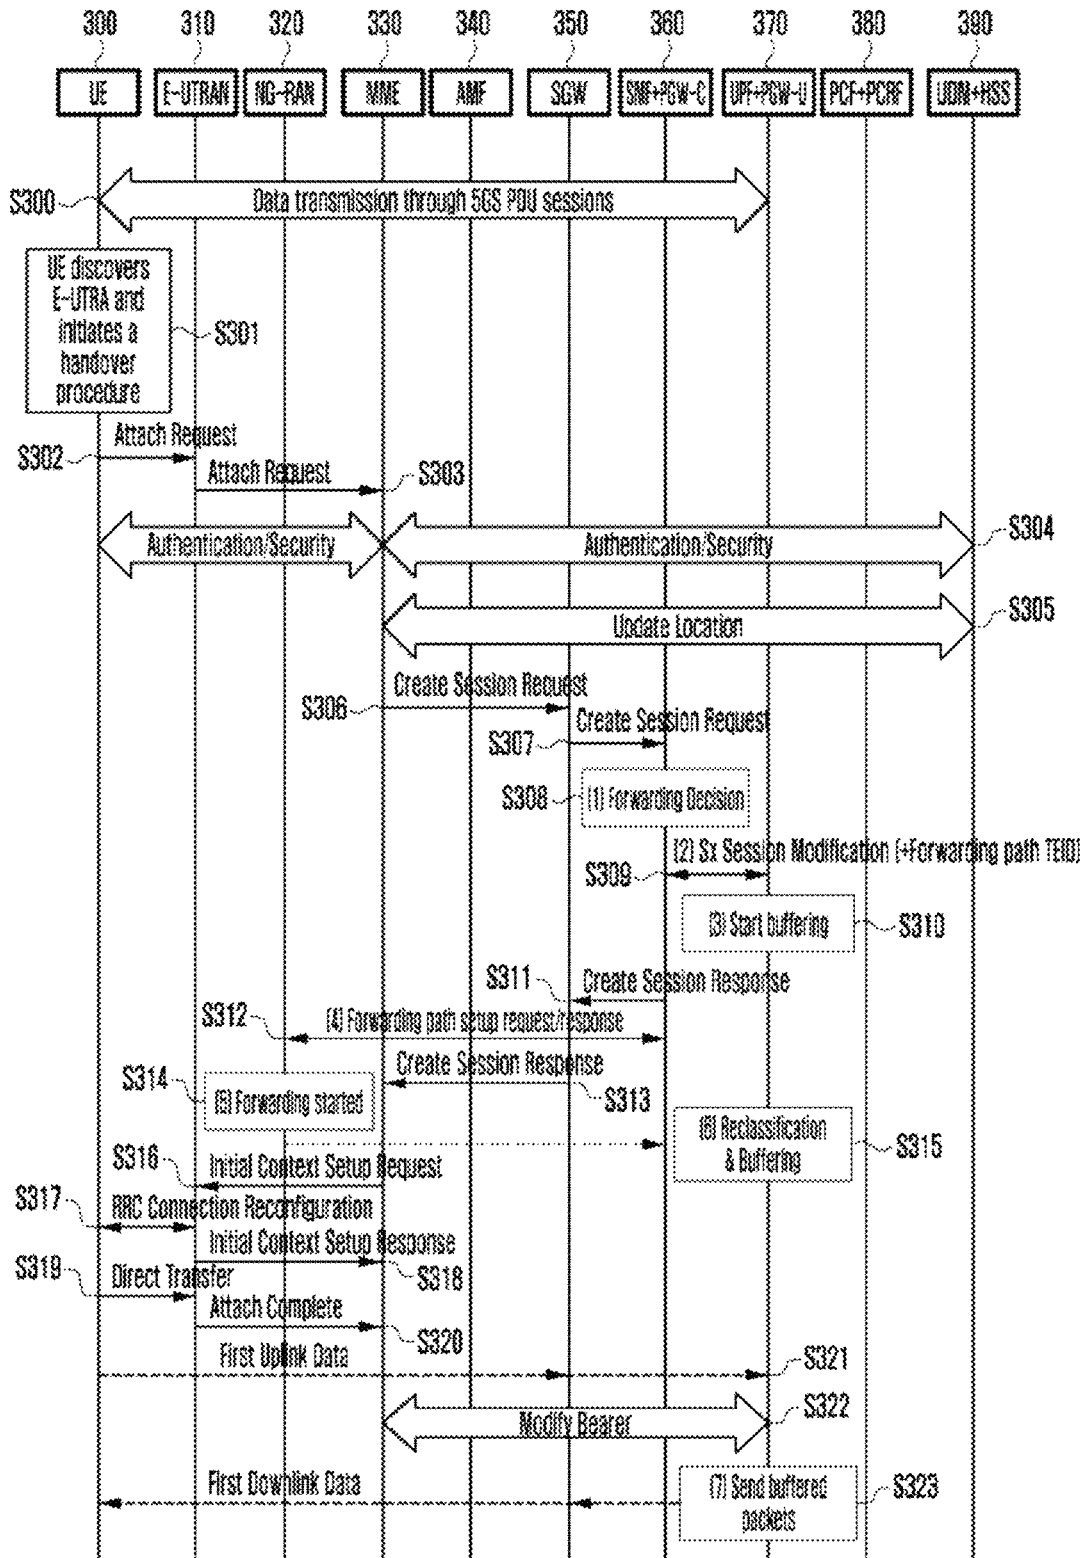 300 310 320 330 340 350 360 370 380 390
UE E-UTRAN NG-RAN MME AMF SGW SMF+PGW-C UPF+PGW-U PCF+PCRF UDM+HSS
S300 Data transmission through 5GS PDU sessions
UE discovers
E-UTRA and
initiates a
handover
procedure
S301
Attach Request
S302
Attach Request
S303
Authentication/Security Authentication/Security S304
Update Location S305
Create Session Request
S306
Create Session Request
S307
S308 (1) Forwarding Decision
(2) Sx Session Modification (+Forwarding path TEID)
S309
(3) Start buffering S310
S311 Create Session Response
S312 (4) Forwarding path setup request/response
Create Session Response
S313
S314 (5) Forwarding started
(6) Reclassification
& Buffering
S315
S316 Initial Context Setup Request
S317 RRC Connection Reconfiguration
Initial Context Setup Response
S318
S319 Direct Transfer
Attach Complete
S320
First Uplink Data
S321
Modify Bearer S322
First Downlink Data
(7) Send buffered
packets
S323